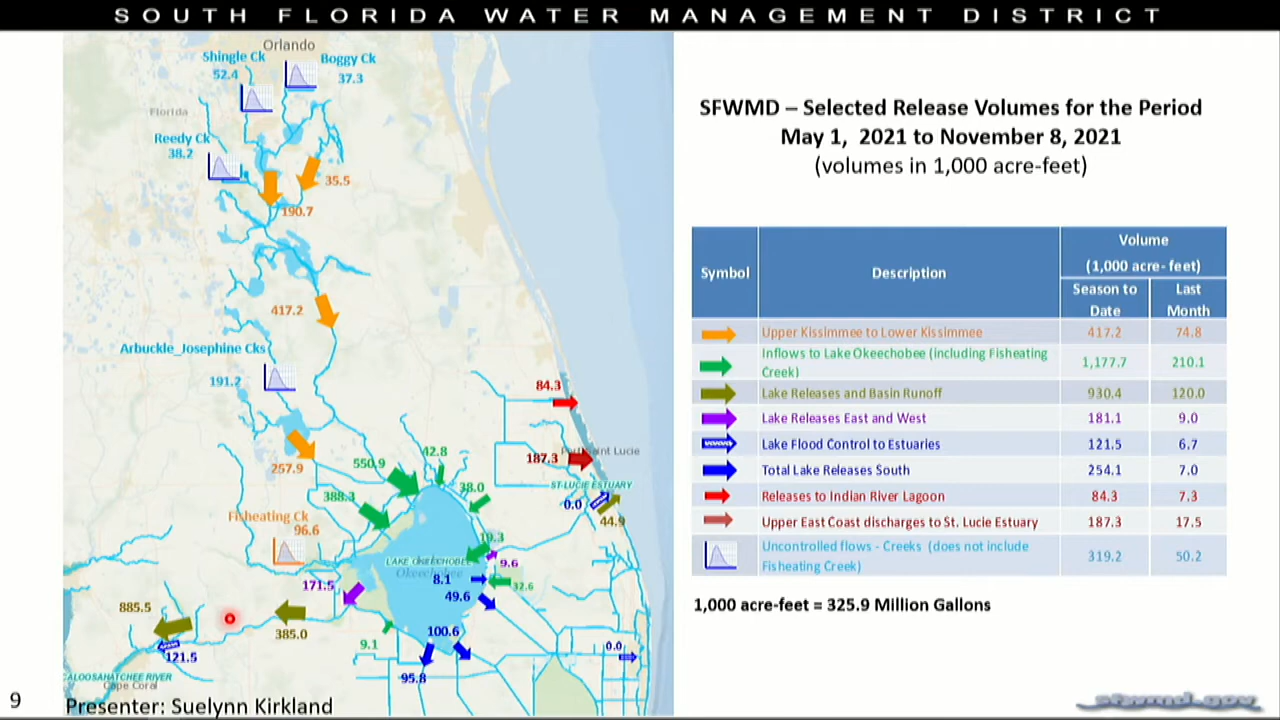 SOUTH FLORIDA WATER MANAGEMENT DISTRICT
Orlando
Shingle Ck
52.4
Boggy Ck
37.3
Florida
Reedy Ck
38.2
35.5
190.7
417.2
Arbuckle_Josephine Cks
191.2
257.9
550.9
42.8
388.3
38.0
Fisheating Ck
96.6
84.3
187.3
Port Saint Lucie
ST LUCIE ESTUARY
0.0
44.9
19.3
LAKE OKEECHOBEE
Okeechobee
9.6
171.5
8.1
32.6
49.6
885.5
385.0
9.1
100.6
95.8
0.0
121.5
CALOOSAHATCHEE RIVER
Cape Coral
9
Presenter: Suelynn Kirkland
SFWMD – Selected Release Volumes for the Period
May 1, 2021 to November 8, 2021
(volumes in 1,000 acre-feet)
Symbol Description Volume
(1,000 acre-feet)
Season to Date Last Month
Upper Kissimmee to Lower Kissimmee 417.2 74.8
Inflows to Lake Okeechobee (including Fisheating
Creek) 1,177.7 210.1
Lake Releases and Basin Runoff 930.4 120.0
Lake Releases East and West 181.1 9.0
Lake Flood Control to Estuaries 121.5 6.7
Total Lake Releases South 254.1 7.0
Releases to Indian River Lagoon 84.3 7.3
Upper East Coast discharges to St. Lucie Estuary 187.3 17.5
Uncontrolled flows - Creeks (does not include
Fisheating Creek) 319.2 50.2
1,000 acre-feet = 325.9 Million Gallons
sfwmd.gov